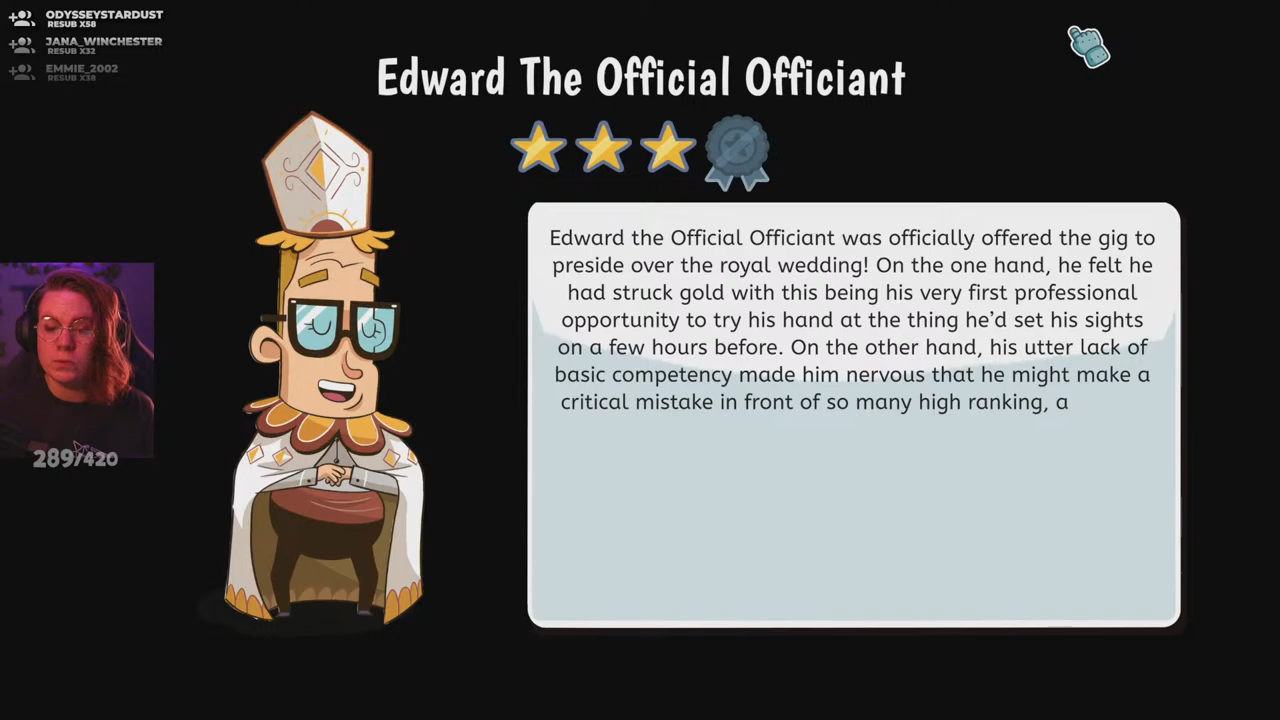 ODYSSEYSTARDUST
RESUB X58
JANA_WINCHESTER
RESUB X32
EMMIE_2002
RESUB X38
Edward The Official Officiant
Edward the Official Officiant was officially offered the gig to
preside over the royal wedding! On the one hand, he felt he
had struck gold with this being his very first professional
opportunity to try his hand at the thing he’d set his sights
on a few hours before. On the other hand, his utter lack of
basic competency made him nervous that he might make a
critical mistake in front of so many high ranking, a
289/420